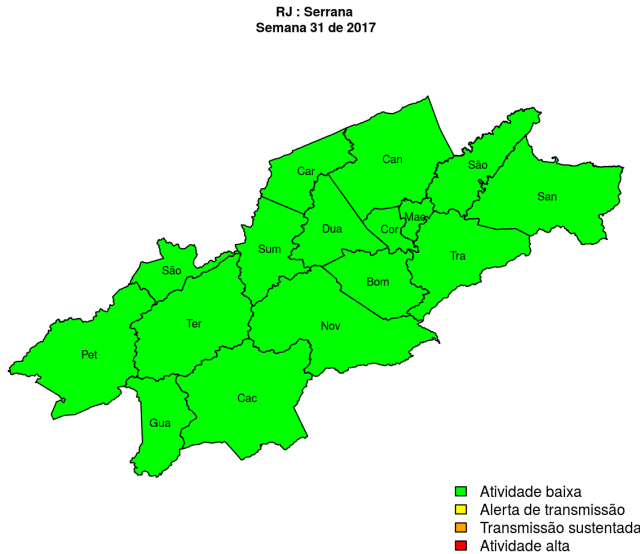 RJ : Serrana
Semana 31 de 2017
Car
Can
São
San
Dua
Cor
Mac
Sum
Tra
São
Bom
Ter
Nov
Pet
Cac
Gua
Atividade baixa
Alerta de transmissão
Transmissão sustentada
Atividade alta